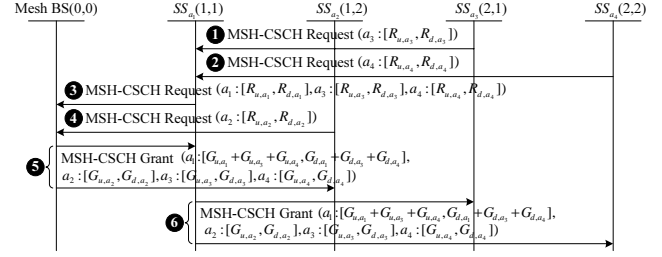 Mesh BS(0,0) SS_{a_1}(1,1) SS_{a_2}(1,2) SS_{a_3}(2,1) SS_{a_4}(2,2)
❶ MSH-CSCH Request (a_3:[R_{u,a_3},R_{d,a_3}])
❷ MSH-CSCH Request (a_4:[R_{u,a_4},R_{d,a_4}])
❸ MSH-CSCH Request (a_1:[R_{u,a_1},R_{d,a_1}],a_3:[R_{u,a_3},R_{d,a_3}],a_4:[R_{u,a_4},R_{d,a_4}])
❹ MSH-CSCH Request (a_2:[R_{u,a_2},R_{d,a_2}])
❺ MSH-CSCH Grant (a_1:[G_{u,a_1}+G_{u,a_3}+G_{u,a_4},G_{d,a_1}+G_{d,a_3}+G_{d,a_4}],
a_2:[G_{u,a_2},G_{d,a_2}],a_3:[G_{u,a_3},G_{d,a_3}],a_4:[G_{u,a_4},G_{d,a_4}])
❻ MSH-CSCH Grant (a_1:[G_{u,a_1}+G_{u,a_3}+G_{u,a_4},G_{d,a_1}+G_{d,a_3}+G_{d,a_4}],
a_2:[G_{u,a_2},G_{d,a_2}],a_3:[G_{u,a_3},G_{d,a_3}],a_4:[G_{u,a_4},G_{d,a_4}])